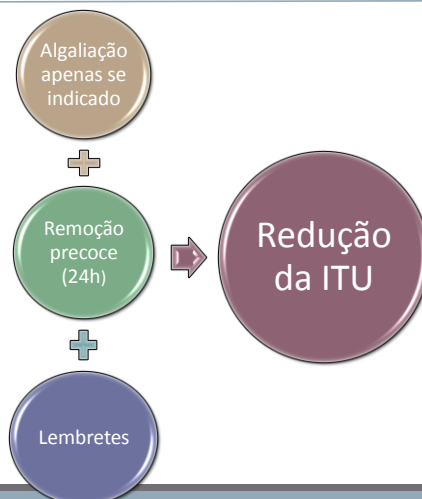 Algaliação
apenas se
indicado
Remoção
precoce
(24h)
Lembretes
Redução
da ITU